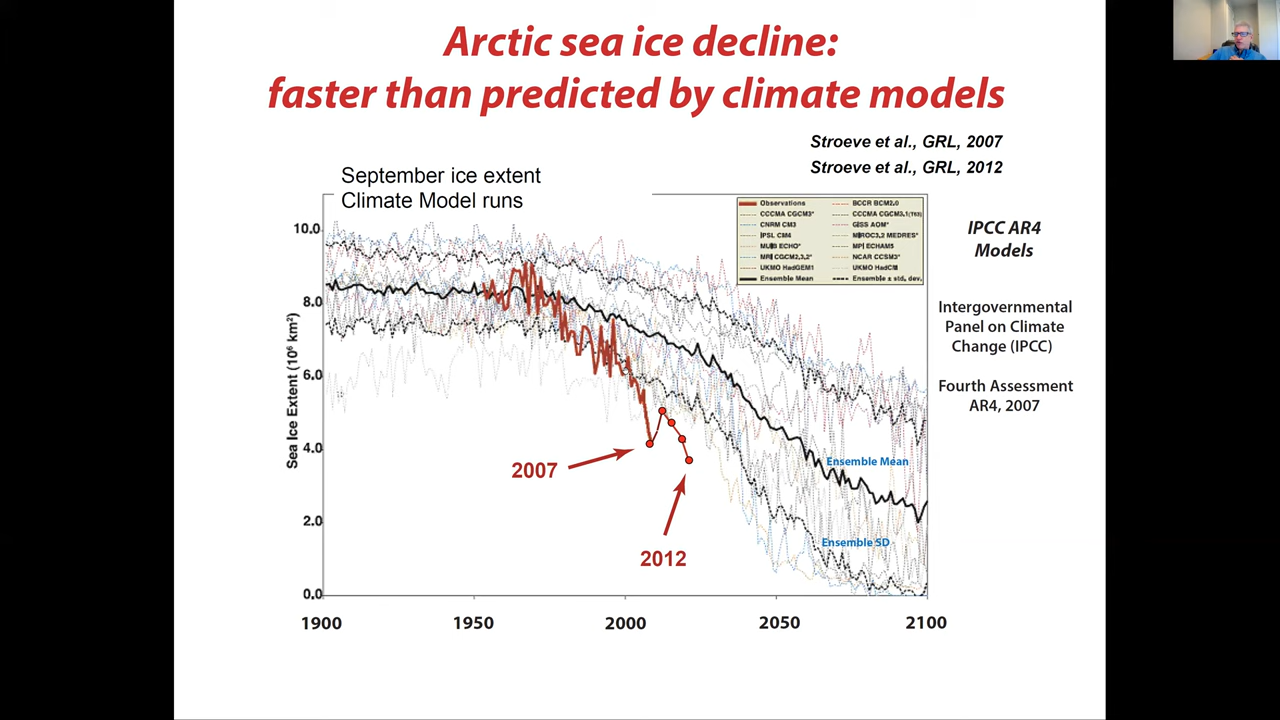 Arctic sea ice decline:
faster than predicted by climate models
Stroeve et al., GRL, 2007
Stroeve et al., GRL, 2012
September ice extent
Climate Model runs
Observations
CCCMA CGCM3*
CNRM CM3
IPSL CM4
MIUB ECHO*
MRI CGCM2,3,2*
UKMO HadGEM1
Ensemble Mean
BCCR BCM2.0
CCCMA CGCM3,1(T63)
GISS AOM*
MIROC3,2 MEDRES*
MPI ECHAM5
NCAR CCSM3*
UKMO HadCM
Ensemble ± std, dev.
IPCC AR4
Models
Intergovernmental
Panel on Climate
Change (IPCC)
Fourth Assessment
AR4, 2007
Sea Ice Extent (10⁶ km²)
10.0
8.0
6.0
4.0
2.0
0.0
2007
2012
Ensemble Mean
Ensemble SD
1900
1950
2000
2050
2100